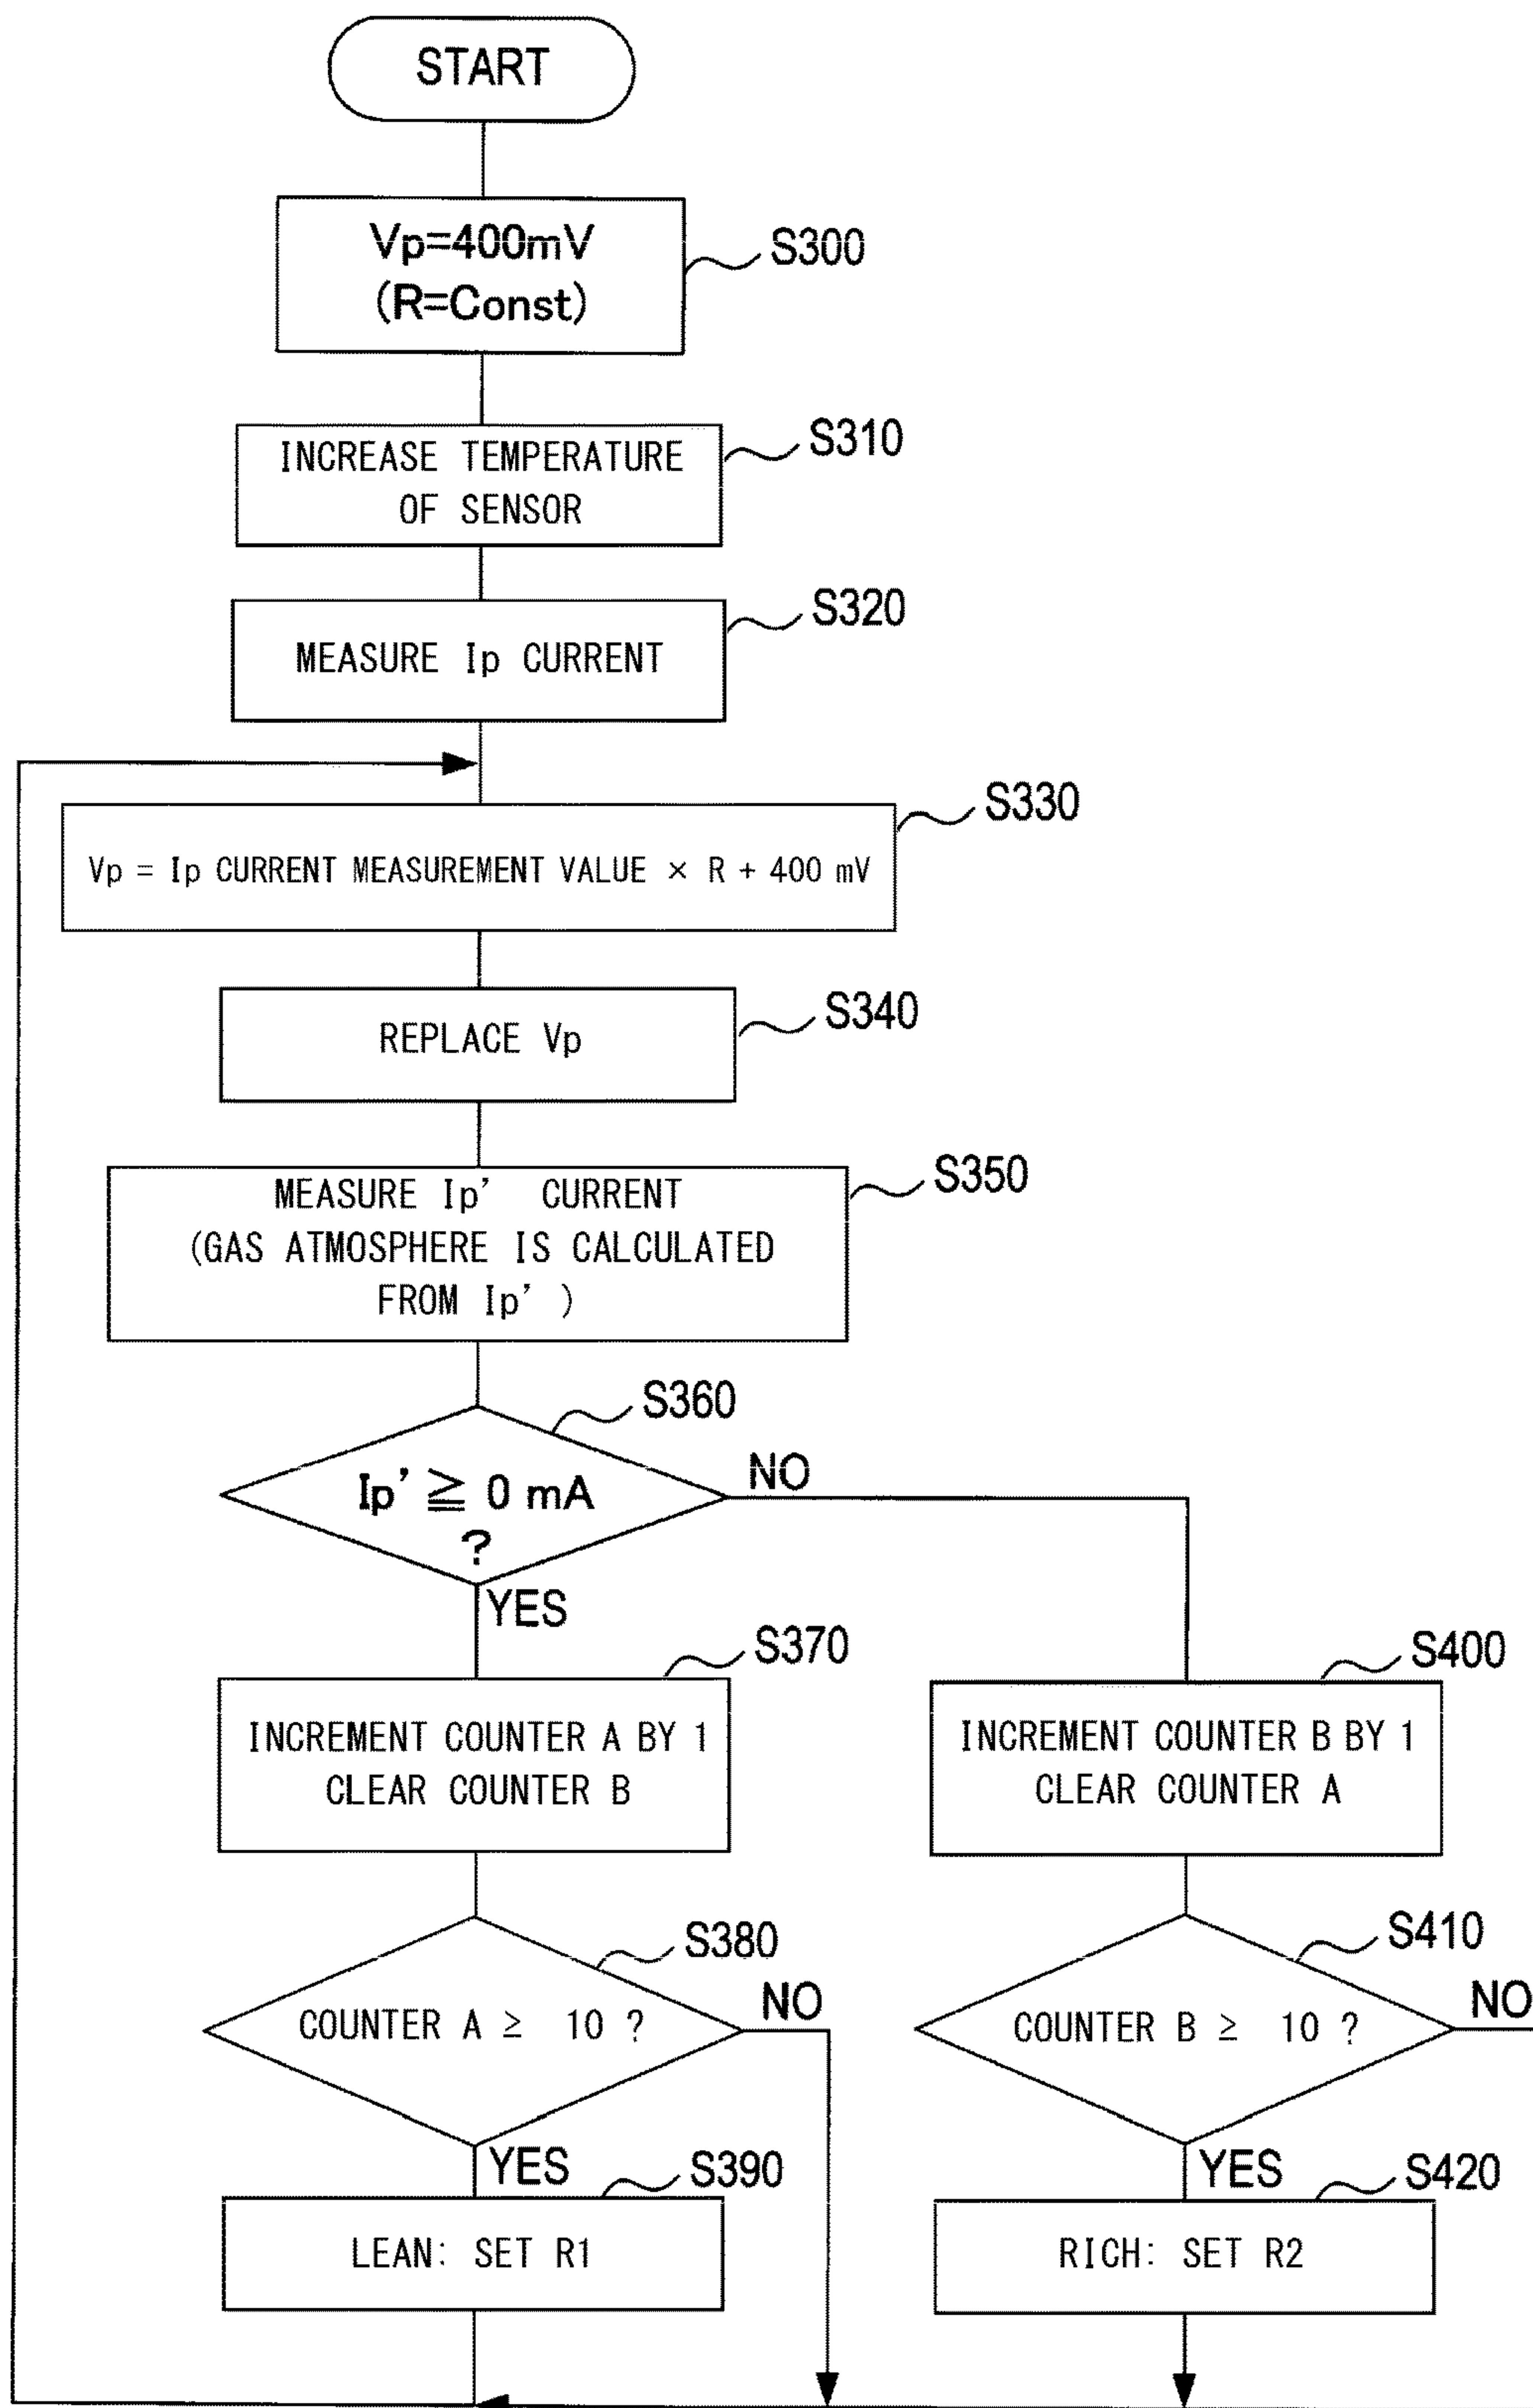 START
Vp=400mV
(R=Const)
S300
INCREASE TEMPERATURE
OF SENSOR
S310
MEASURE Ip CURRENT
S320
Vp = Ip CURRENT MEASUREMENT VALUE × R + 400 mV
S330
REPLACE Vp
S340
MEASURE Ip' CURRENT
(GAS ATMOSPHERE IS CALCULATED
FROM Ip' )
S350
Ip' ≧ 0 mA
?
S360
NO
YES
INCREMENT COUNTER A BY 1
CLEAR COUNTER B
S370
INCREMENT COUNTER B BY 1
CLEAR COUNTER A
S400
COUNTER A ≥ 10 ?
S380
NO
YES
COUNTER B ≥ 10 ?
S410
NO
YES
LEAN: SET R1
S390
RICH: SET R2
S420